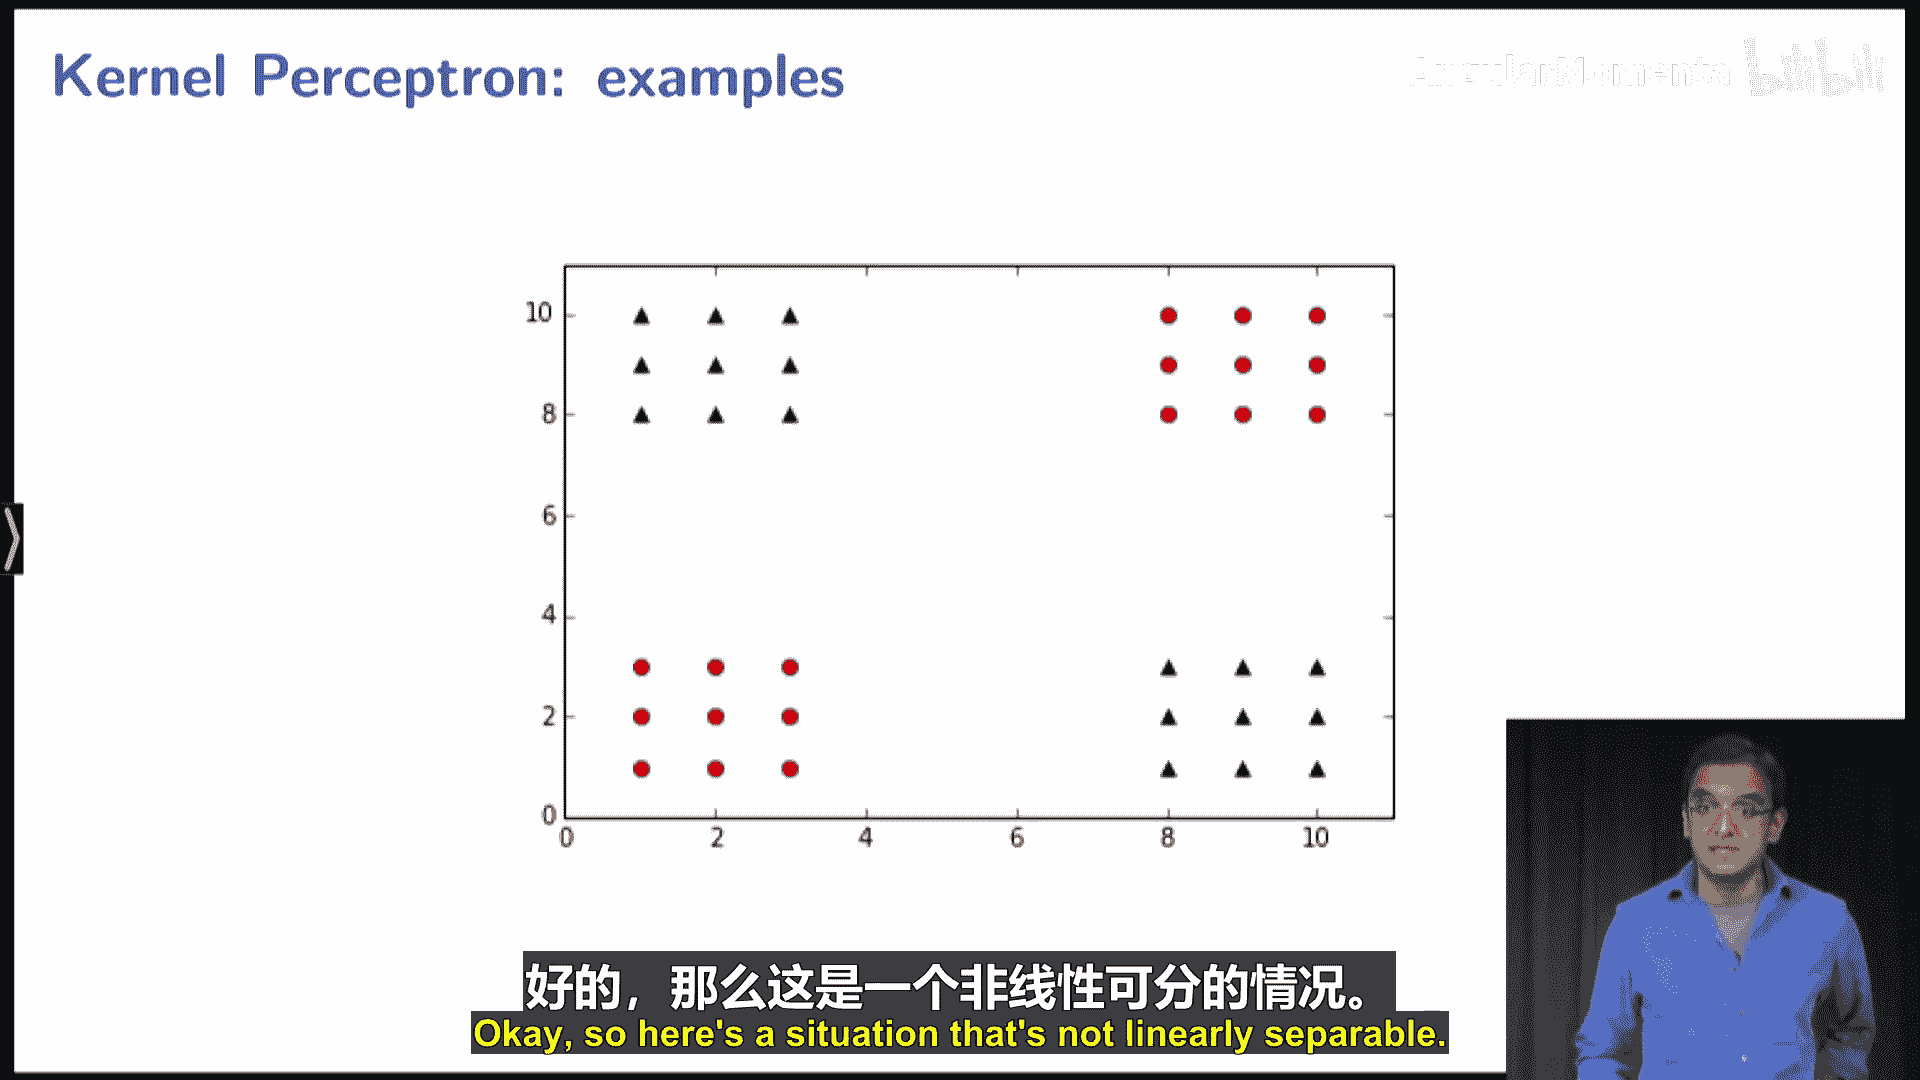 Kernel Perceptron: examples
bilibili
10
8
6
4
2
0
0 2 4 6 8 10
好的，那么这是一个非线性可分的情况。
Okay, so here's a situation that's not linearly separable.